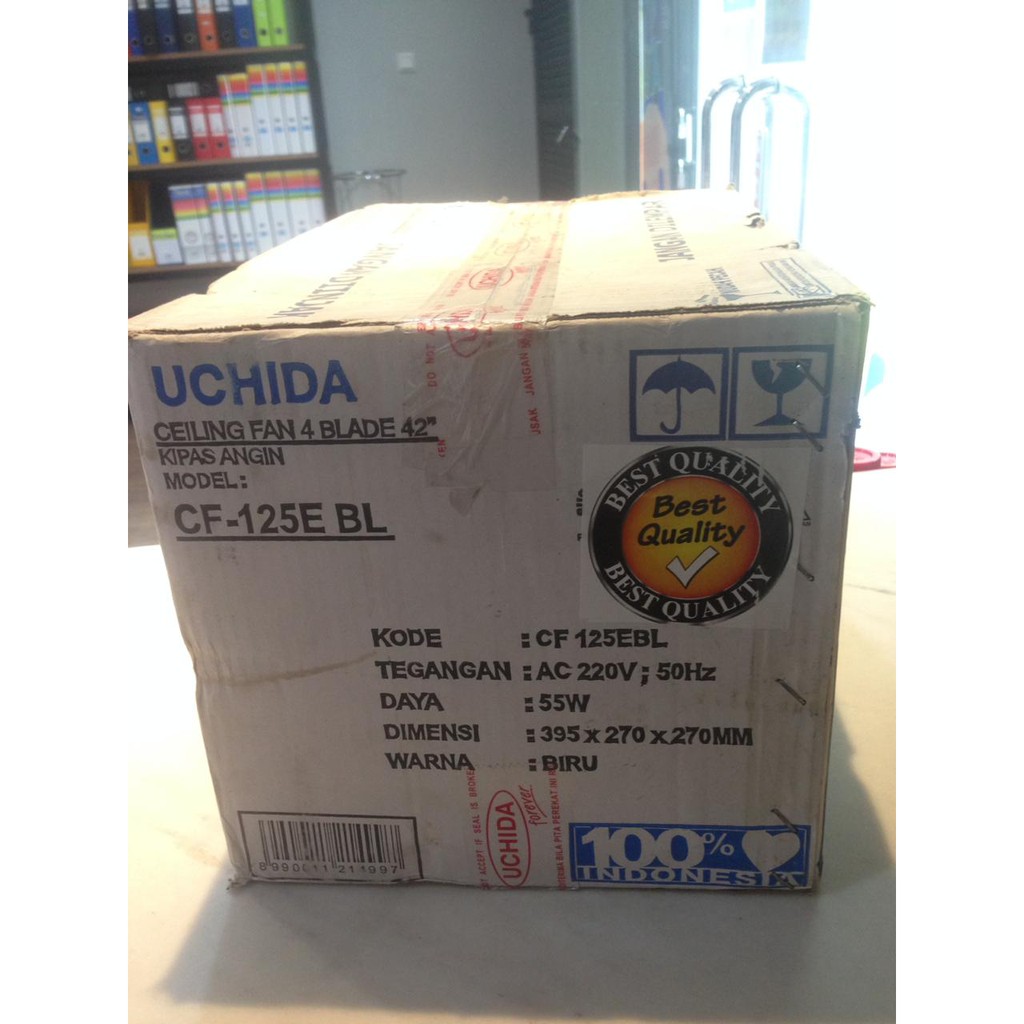 UCHIDA
CEILING FAN 4 BLADE 42"
KIPAS ANGIN
MODEL:
CF-125E BL
BEST QUALITY
Best
Quality
BEST QUALITY
KODE : CF 125EBL
TEGANGAN : AC 220V ; 50Hz
DAYA : 55W
DIMENSI : 395 x 270 x 270MM
WARNA : BIRU
UCHIDA
forever
100%
INDONESIA